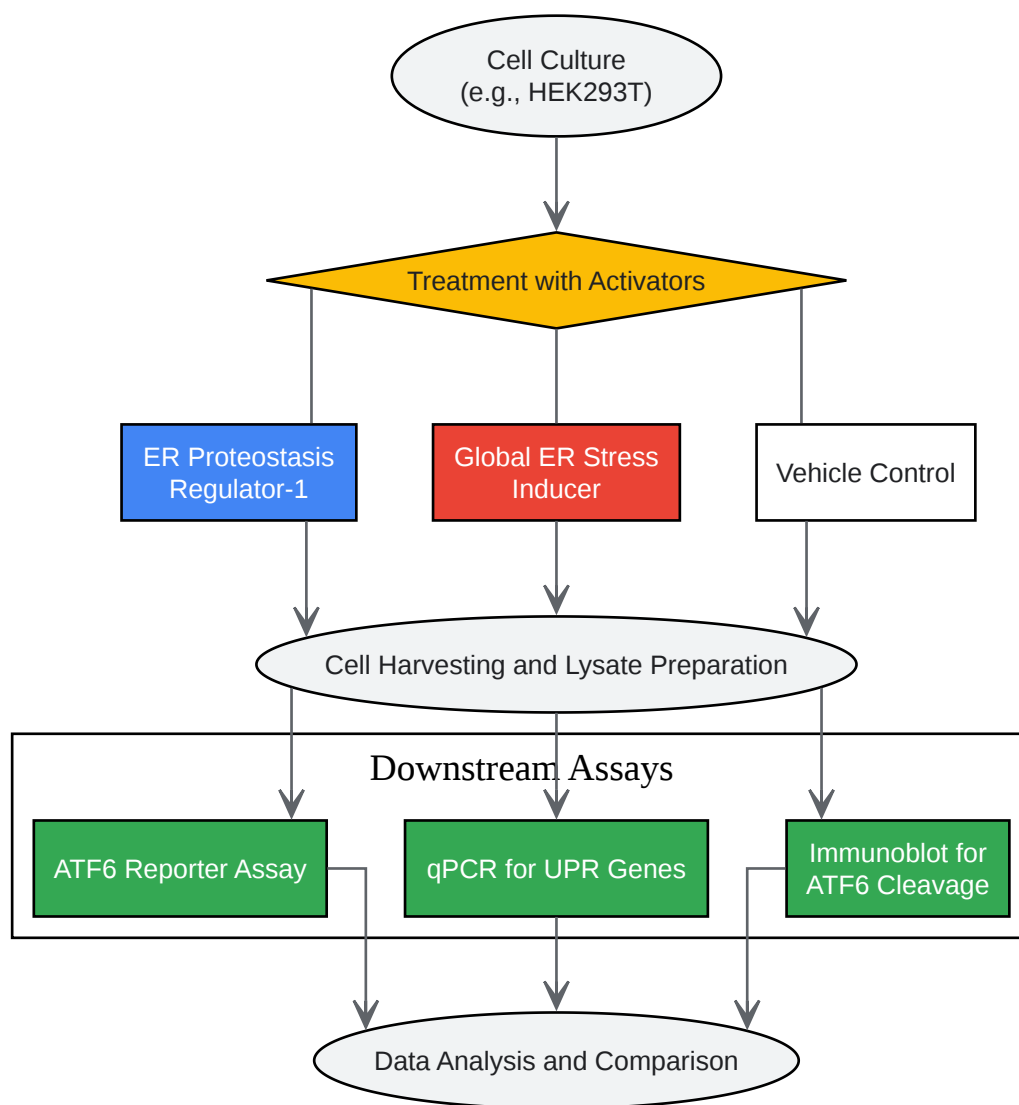 Cell Culture
(e.g., HEK293T)
Treatment with Activators
ER Proteostasis
Regulator-1
Global ER Stress
Inducer
Vehicle Control
Cell Harvesting and Lysate Preparation
Downstream Assays
ATF6 Reporter Assay
qPCR for UPR Genes
Immunoblot for
ATF6 Cleavage
Data Analysis and Comparison